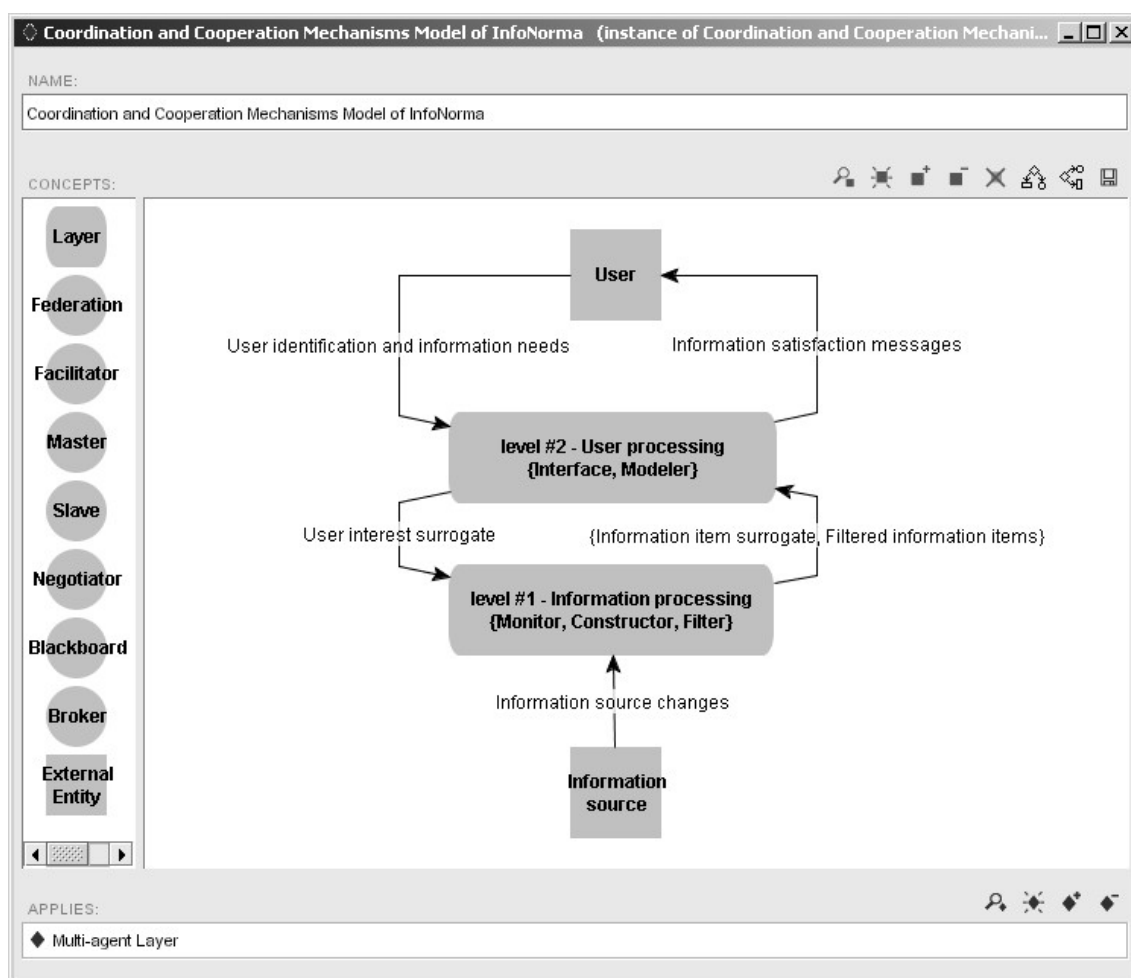 Coordination and Cooperation Mechanisms Model of InfoNorma (instance of Coordination and Cooperation Mechani...
NAME:
Coordination and Cooperation Mechanisms Model of InfoNorma
CONCEPTS:
Layer
Federation
Facilitator
Master
Slave
Negotiator
Blackboard
Broker
External
Entity
User
User identification and information needs
Information satisfaction messages
level #2 - User processing
{Interface, Modeler}
User interest surrogate
{Information item surrogate, Filtered information items}
level #1 - Information processing
{Monitor, Constructor, Filter}
Information source changes
Information
source
APPLIES:
Multi-agent Layer